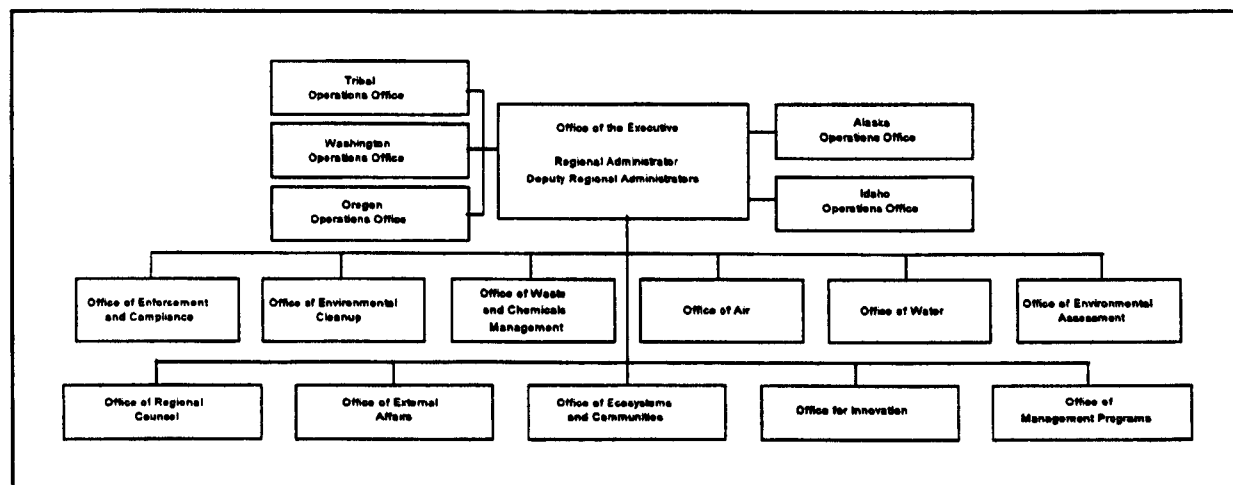 Tribal
Operations Office
Washington
Operations Office
Oregon
Operations Office
Office of the Executive
Regional Administrator
Deputy Regional Administrators
Alaska
Operations Office
Idaho
Operations Office
Office of Enforcement
and Compliance
Office of Environmental
Cleanup
Office of Waste
and Chemicals
Management
Office of Air
Office of Water
Office of Environmental
Assessment
Office of Regional
Counsel
Office of External
Affairs
Office of Ecosystems
and Communities
Office for Innovation
Office of
Management Programs